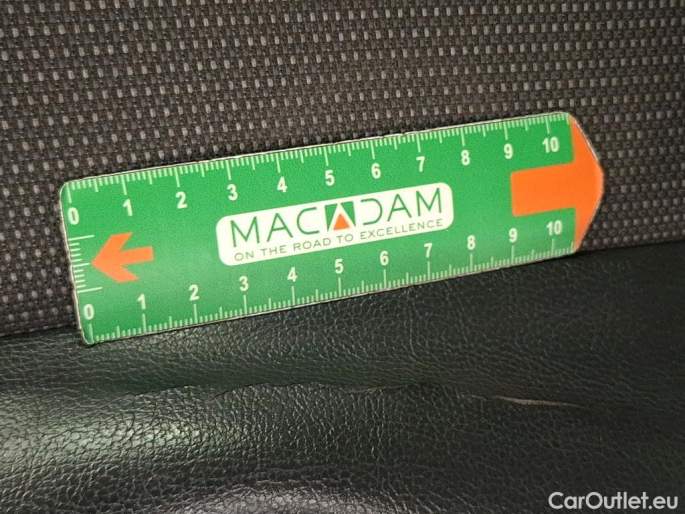 0 1 2 3 4 5 6 7 8 9 10
MACADAM
ON THE ROAD TO EXCELLENCE
0 1 2 3 4 5 6 7 8 9 10
CarOutlet.eu